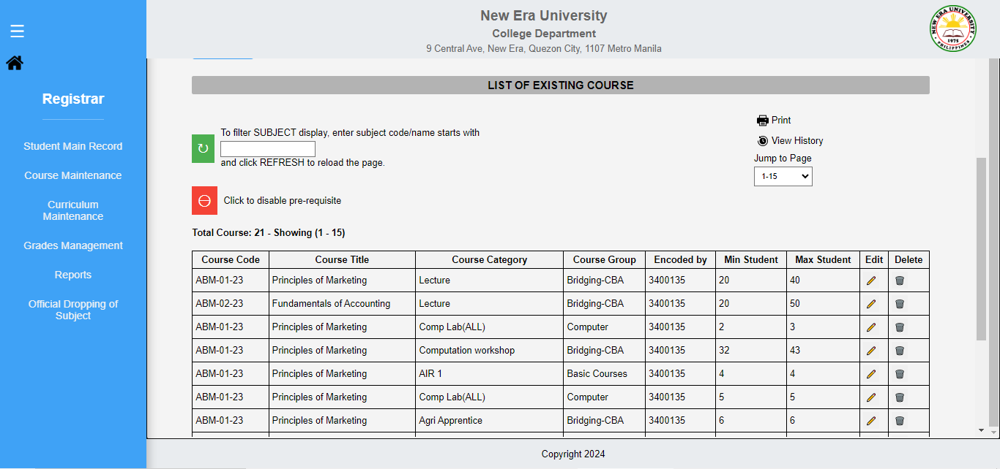 New Era University
College Department
9 Central Ave, New Era, Quezon City, 1107 Metro Manila
NEW ERA UNIVERSITY
1975
PHILIPPINES
Registrar
Student Main Record
Course Maintenance
Curriculum
Maintenance
Grades Management
Reports
Official Dropping of
Subject
LIST OF EXISTING COURSE
To filter SUBJECT display, enter subject code/name starts with
and click REFRESH to reload the page.
Print
View History
Jump to Page
1-15
Click to disable pre-requisite
Total Course: 21 - Showing (1 - 15)
Course Code Course Title Course Category Course Group Encoded by Min Student Max Student Edit Delete
ABM-01-23 Principles of Marketing Lecture Bridging-CBA 3400135 20 40
ABM-02-23 Fundamentals of Accounting Lecture Bridging-CBA 3400135 20 50
ABM-01-23 Principles of Marketing Comp Lab(ALL) Computer 3400135 2 3
ABM-01-23 Principles of Marketing Computation workshop Bridging-CBA 3400135 32 43
ABM-01-23 Principles of Marketing AIR 1 Basic Courses 3400135 4 4
ABM-01-23 Principles of Marketing Comp Lab(ALL) Computer 3400135 5 5
ABM-01-23 Principles of Marketing Agri Apprentice Bridging-CBA 3400135 6 6
Copyright 2024